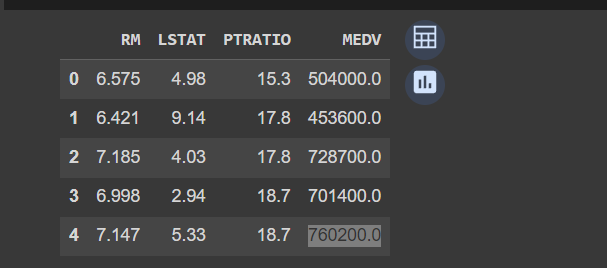 RM LSTAT PTRATIO MEDV
0 6.575 4.98 15.3 504000.0
1 6.421 9.14 17.8 453600.0
2 7.185 4.03 17.8 728700.0
3 6.998 2.94 18.7 701400.0
4 7.147 5.33 18.7 760200.0